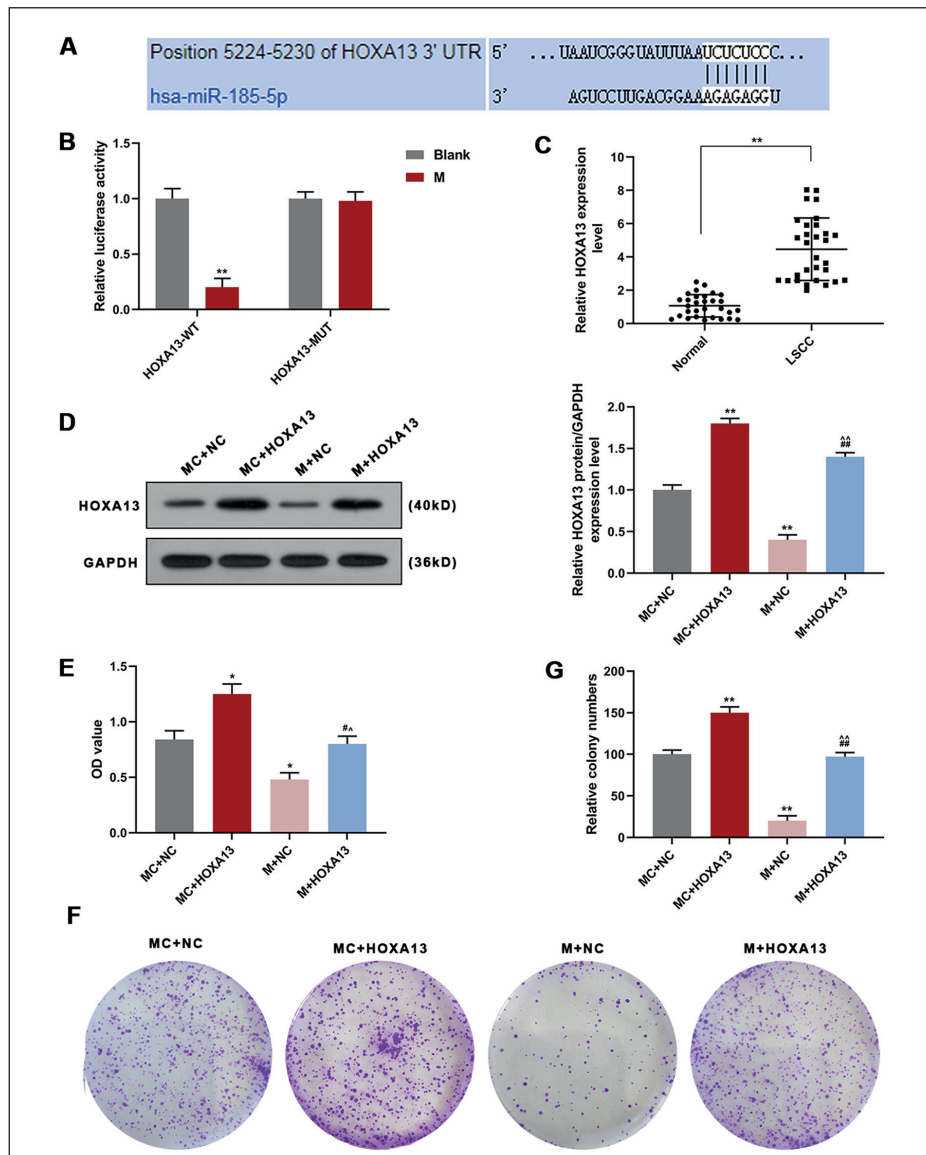 A
Position 5224-5230 of HOXA13 3' UTR 5' ...UAAUCGGGUAUUUAAUCUCUCCC...
hsa-miR-185-5p 3' AGUCCUUGACGGAAAGAGAGGU
B
Relative luciferase activity
1.5
1.0
0.5
0.0
**
Blank
M
HOXA13-WT
HOXA13-MUT
C
Relative HOXA13 expression
level
10
8
6
4
2
0
**
Normal
LSCC
D
MC+NC
MC+HOXA13
M+NC
M+HOXA13
HOXA13
(40kD)
GAPDH
(36kD)
Relative HOXA13 protein/GAPDH
expression level
2.0
1.5
1.0
0.5
0.0
**
**
^^
##
MC+NC
MC+HOXA13
M+NC
M+HOXA13
E
OD value
1.5
1.0
0.5
0.0
*
*
#^
MC+NC
MC+HOXA13
M+NC
M+HOXA13
G
Relative colony numbers
200
150
100
50
0
**
**
^^
##
MC+NC
MC+HOXA13
M+NC
M+HOXA13
F
MC+NC
MC+HOXA13
M+NC
M+HOXA13